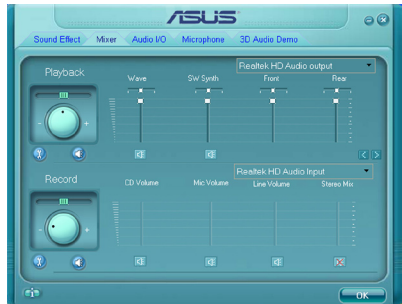 ASUS
Sound Effect Mixer Audio I/O Microphone 3D Audio Demo
Playback
Realtek HD Audio output
Wave SW Synth Front Rear
Record
Realtek HD Audio Input
CD Volume Mic Volume Line Volume Stereo Mix
OK